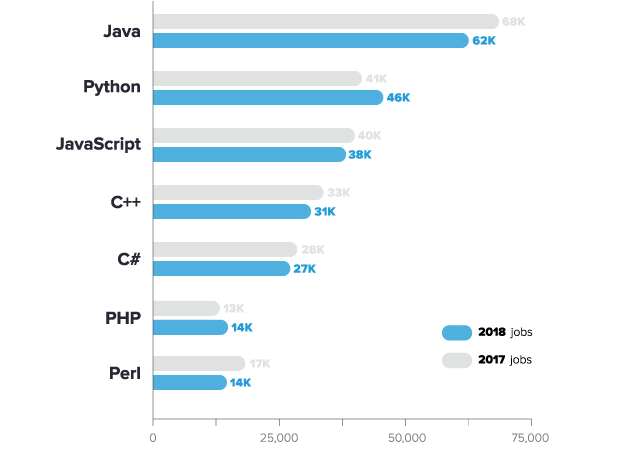 Java
68K
62K
Python
41K
46K
JavaScript
40K
38K
C++
33K
31K
C#
28K
27K
PHP
13K
14K
Perl
17K
14K
2018 jobs
2017 jobs
0 25,000 50,000 75,000